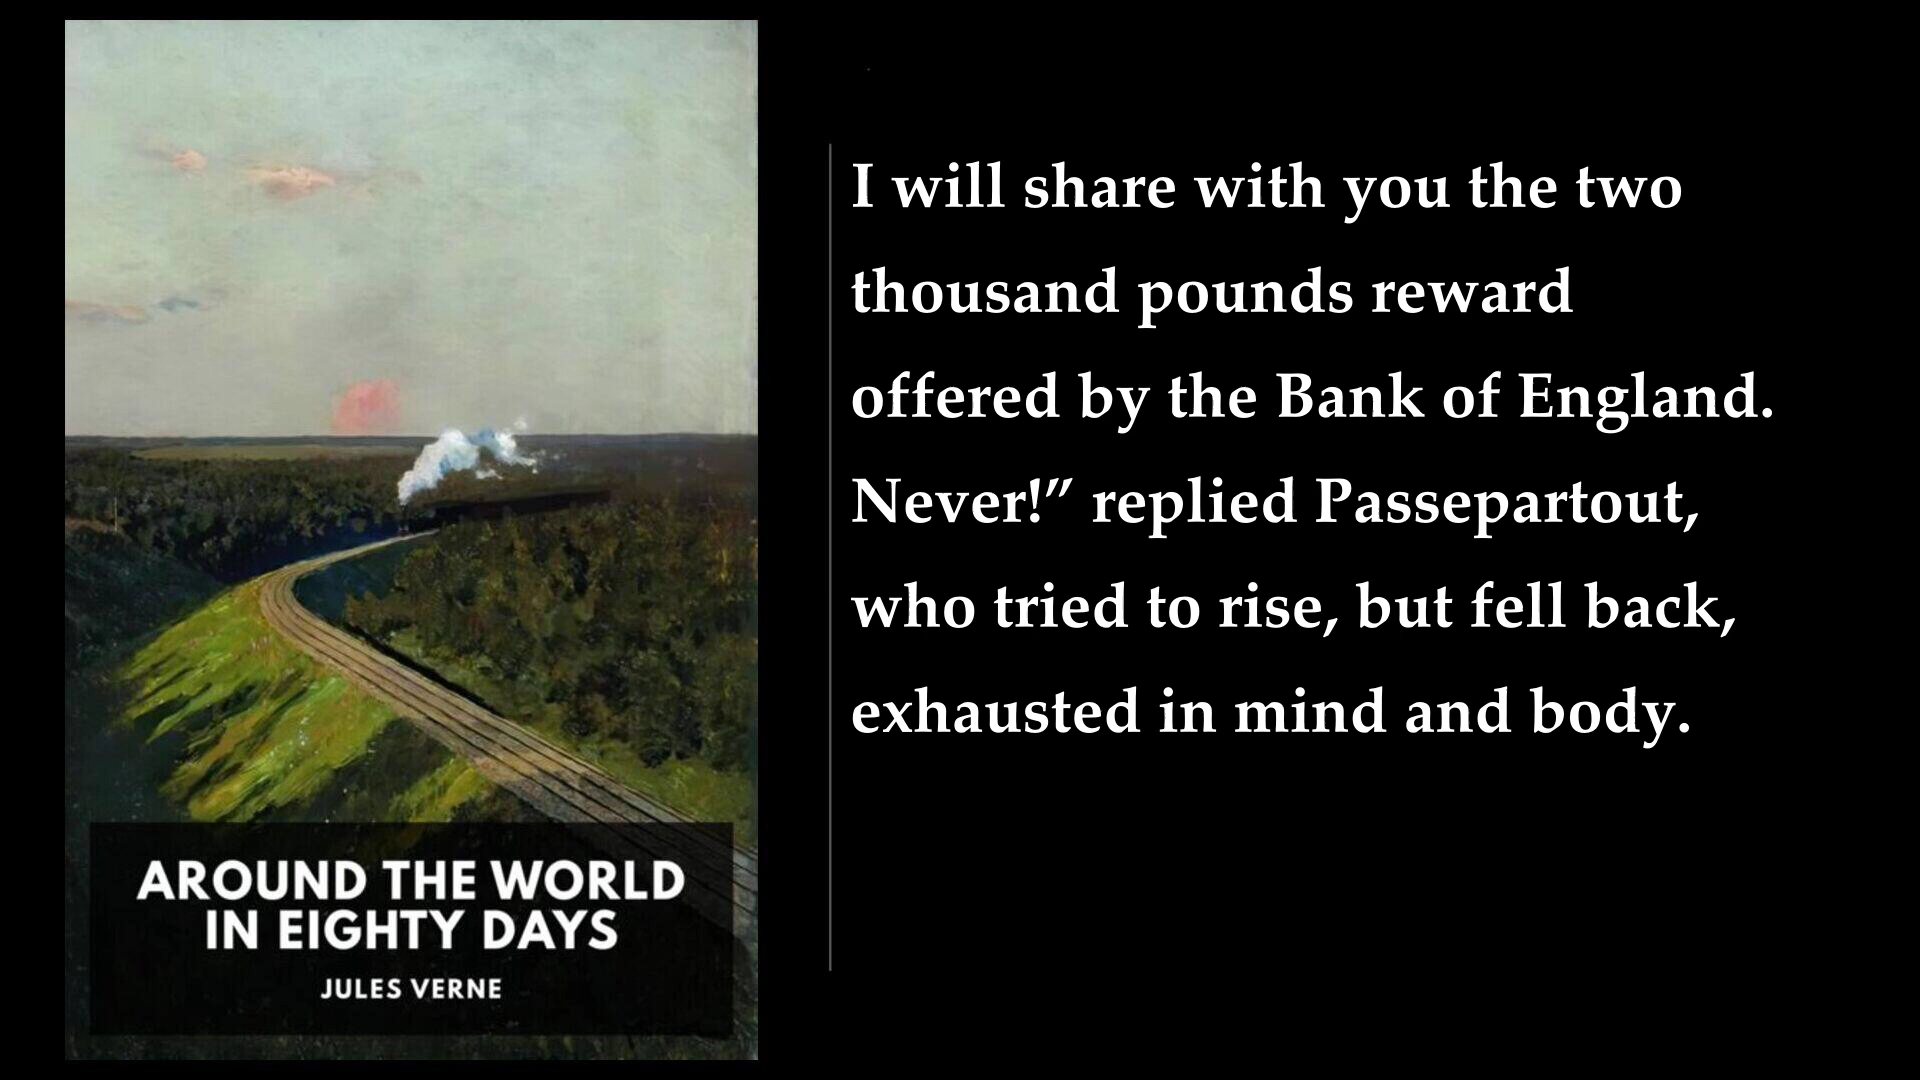 I will share with you the two
thousand pounds reward
offered by the Bank of England.
Never!” replied Passepartout,
who tried to rise, but fell back,
exhausted in mind and body.
AROUND THE WORLD
IN EIGHTY DAYS
JULES VERNE